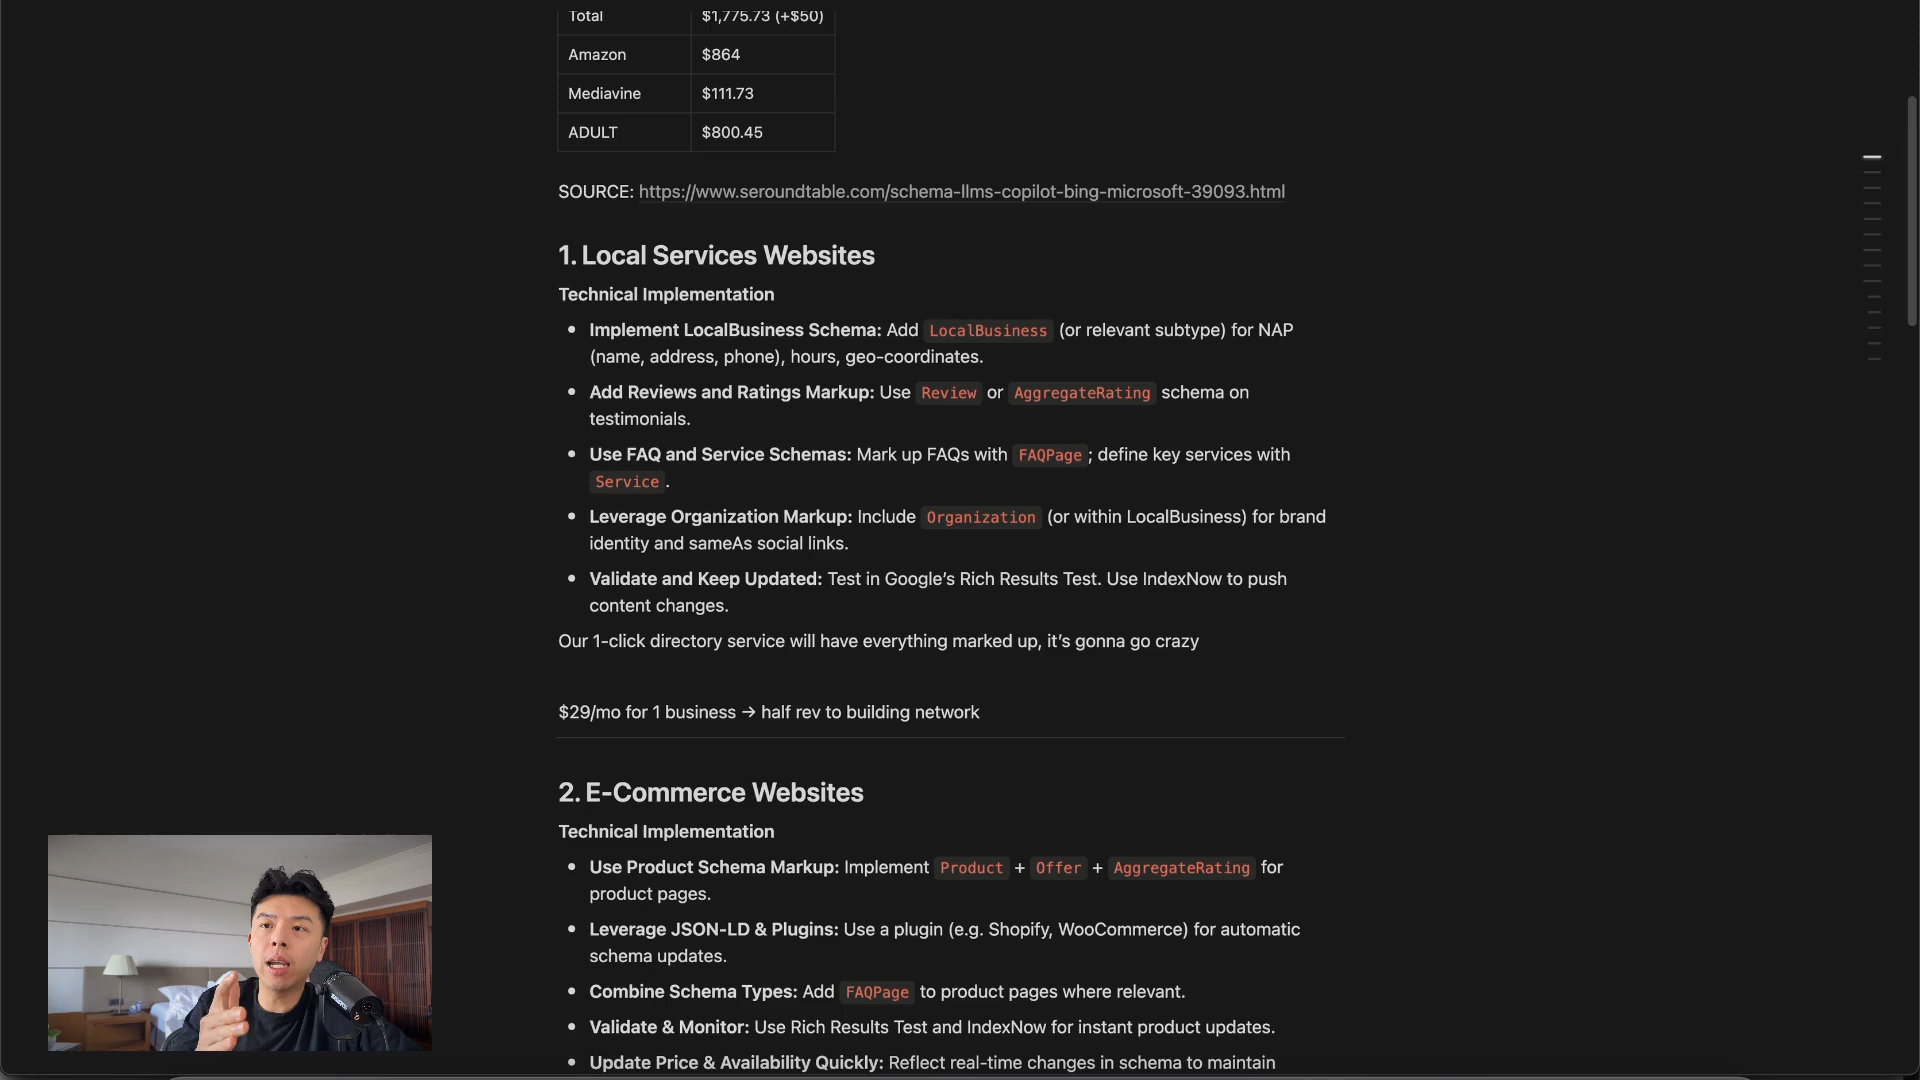 Total $1,775.73 (+$50)
Amazon $864
Mediavine $111.73
ADULT $800.45
SOURCE: https://www.seroundtable.com/schema-llms-copilot-bing-microsoft-39093.html
1. Local Services Websites
Technical Implementation
• Implement LocalBusiness Schema: Add LocalBusiness (or relevant subtype) for NAP
(name, address, phone), hours, geo-coordinates.
• Add Reviews and Ratings Markup: Use Review or AggregateRating schema on
testimonials.
• Use FAQ and Service Schemas: Mark up FAQs with FAQPage ; define key services with
Service .
• Leverage Organization Markup: Include Organization (or within LocalBusiness) for brand
identity and sameAs social links.
• Validate and Keep Updated: Test in Google’s Rich Results Test. Use IndexNow to push
content changes.
Our 1-click directory service will have everything marked up, it’s gonna go crazy
$29/mo for 1 business → half rev to building network
2. E-Commerce Websites
Technical Implementation
• Use Product Schema Markup: Implement Product + Offer + AggregateRating for
product pages.
• Leverage JSON-LD & Plugins: Use a plugin (e.g. Shopify, WooCommerce) for automatic
schema updates.
• Combine Schema Types: Add FAQPage to product pages where relevant.
• Validate & Monitor: Use Rich Results Test and IndexNow for instant product updates.
• Update Price & Availability Quickly: Reflect real-time changes in schema to maintain